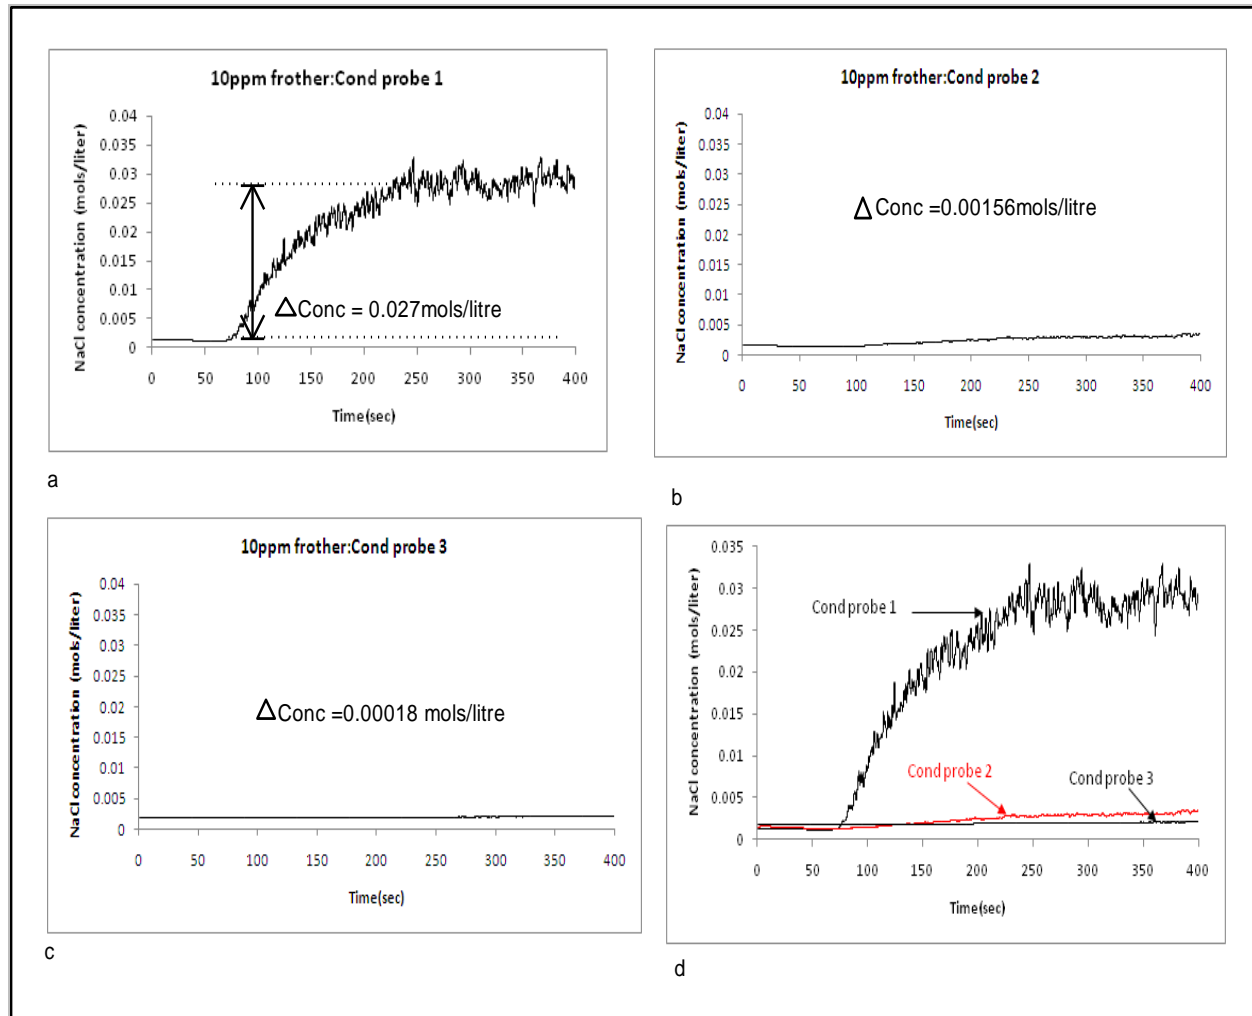 10ppm frother:Cond probe 1
NaCl concentration (mols/liter)
0.04
0.035
0.03
0.025
0.02
0.015
0.01
0.005
0
△Conc = 0.027mols/litre
0 50 100 150 200 250 300 350 400
Time(sec)
a
10ppm frother:Cond probe 2
NaCl concentration (mols/liter)
0.04
0.035
0.03
0.025
0.02
0.015
0.01
0.005
0
△ Conc =0.00156mols/litre
0 50 100 150 200 250 300 350 400
Time(sec)
b
10ppm frother:Cond probe 3
NaCl concentration (mols/liter)
0.04
0.035
0.03
0.025
0.02
0.015
0.01
0.005
0
△Conc =0.00018 mols/litre
0 50 100 150 200 250 300 350 400
Time(sec)
c
NaCl concentration (mols/liter)
0.035
0.03
0.025
0.02
0.015
0.01
0.005
0
Cond probe 1
Cond probe 2
Cond probe 3
0 50 100 150 200 250 300 350 400
Time(sec)
d